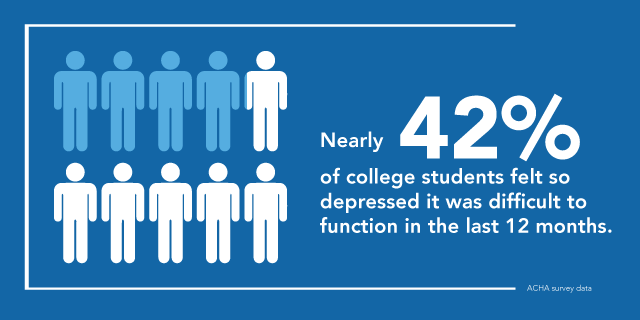 Nearly 42%
of college students felt so
depressed it was difficult to
function in the last 12 months.
ACHA survey data